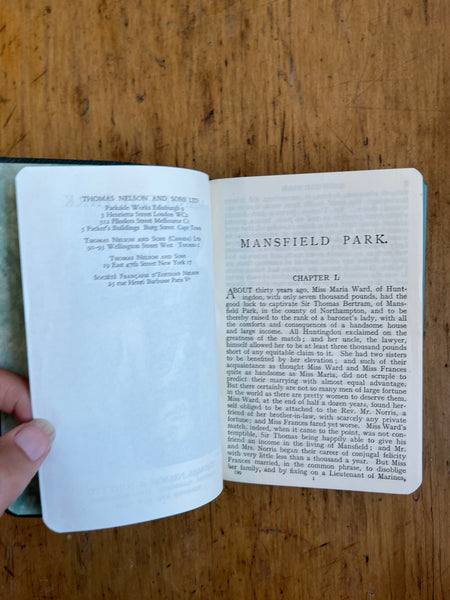 THOMAS NELSON AND SONS LTD
Parkside Works Edinburgh 9
3 Henrietta Street London WC2
312 Flinders Street Melbourne C1
5 Parker's Buildings Burg Street Cape Town
THOMAS NELSON AND SONS (CANADA) LTD
91-93 Wellington Street West Toronto 1
THOMAS NELSON AND SONS
19 East 47th Street New York 17
SOCIÉTÉ FRANÇAISE D'EDITIONS NELSON
25 rue Henri Barbusse Paris Ve
MANSFIELD PARK.
CHAPTER I.
ABOUT thirty years ago, Miss Maria Ward, of Hunt-
ingdon, with only seven thousand pounds, had the
good luck to captivate Sir Thomas Bertram, of Mans-
field Park, in the county of Northampton, and to be
thereby raised to the rank of a baronet's lady, with all
the comforts and consequences of a handsome house
and large income. All Huntingdon exclaimed on the
greatness of the match; and her uncle, the lawyer,
himself allowed her to be at least three thousand pounds
short of any equitable claim to it. She had two sisters
to be benefited by her elevation; and such of their
acquaintance as thought Miss Ward and Miss Frances
quite as handsome as Miss Maria, did not scruple to
predict their marrying with almost equal advantage.
But there certainly are not so many men of large fortune
in the world as there are pretty women to deserve them.
Miss Ward, at the end of half a dozen years, found her-
self obliged to be attached to the Rev. Mr. Norris, a
friend of her brother-in-law, with scarcely any private
fortune; and Miss Frances fared yet worse. Miss Ward's
match, indeed, when it came to the point, was not con-
temptible, Sir Thomas being happily able to give his
friend an income in the living of Mansfield; and Mr.
and Mrs. Norris began their career of conjugal felicity
with very little less than a thousand a year. But Miss
Frances married, in the common phrase, to disoblige
her family, and by fixing on a Lieutenant of Marines,
1